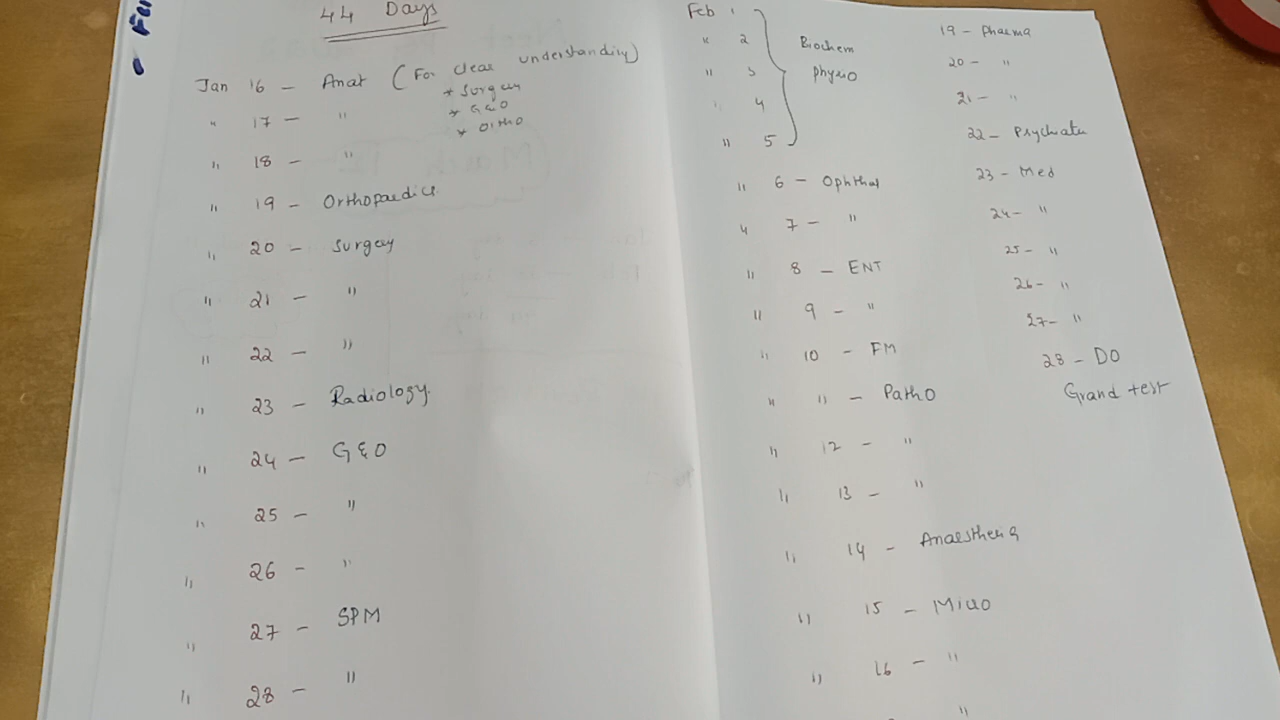 44 Days
Jan 16 - Anat (For clear understanding)
* Surgery
* G&O
* Ortho
" 17 - "
" 18 - "
" 19 - Orthopaedics
" 20 - Surgery
" 21 - "
" 22 - "
" 23 - Radiology
" 24 - G&O
" 25 - "
" 26 - "
" 27 - SPM
" 28 - "
Feb 1
" 2
" 3
" 4
" 5
Biochem
physio
" 6 - Ophthal
" 7 - "
" 8 - ENT
" 9 - "
" 10 - FM
" 11 - Patho
" 12 - "
" 13 - "
" 14 - Anaesthesia
" 15 - Micro
" 16 - "
"
19 - Pharma
20 - "
21 - "
22 - Psychiatr
23 - Med
24 - "
25 - "
26 - "
27 - "
28 - DO
Grand test